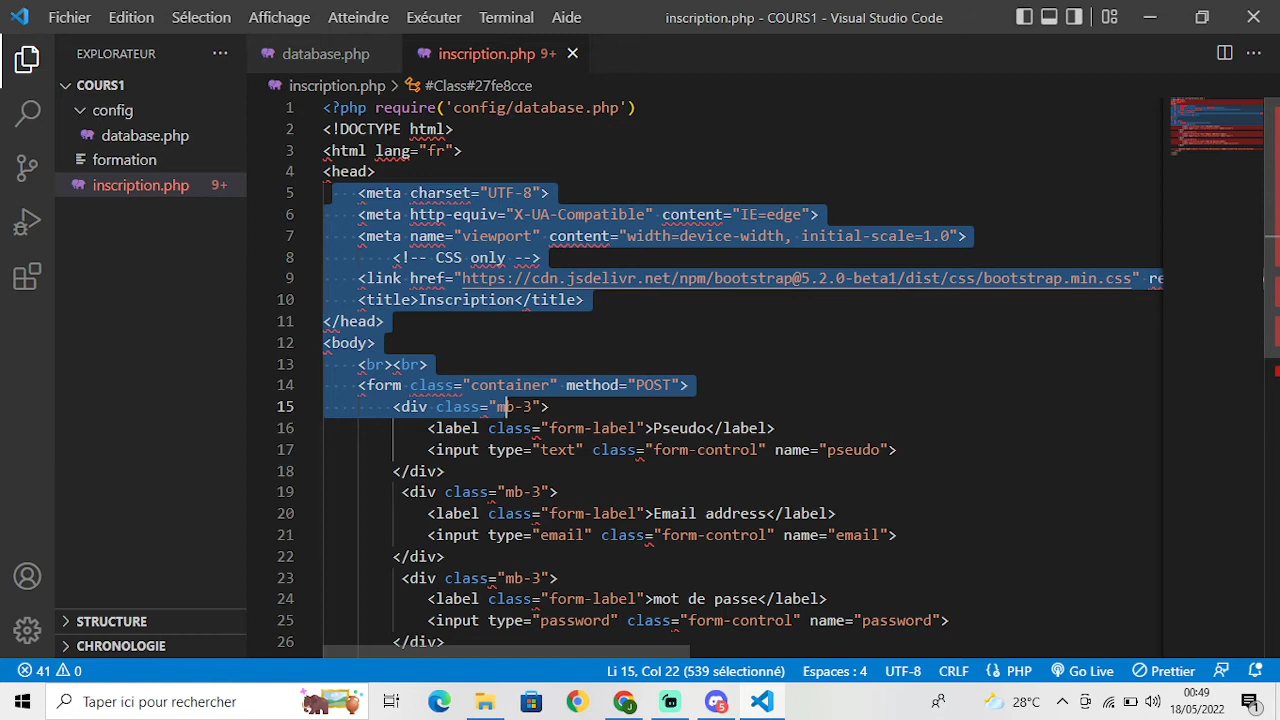 Fichier Edition Sélection Affichage Atteindre Exécuter Terminal Aide inscription.php - COURS1 - Visual Studio Code
EXPLORATEUR
COURS1
config
database.php
formation
inscription.php 9+
STRUCTURE
CHRONOLOGIE
database.php inscription.php 9+
inscription.php > #Class#27fe8cce
1 <?php require('config/database.php')
2 <!DOCTYPE html>
3 <html lang="fr">
4 <head>
5 <meta charset="UTF-8">
6 <meta http-equiv="X-UA-Compatible" content="IE=edge">
7 <meta name="viewport" content="width=device-width, initial-scale=1.0">
8 <!-- CSS only -->
9 <link href="https://cdn.jsdelivr.net/npm/bootstrap@5.2.0-beta1/dist/css/bootstrap.min.css" re
10 <title>Inscription</title>
11 </head>
12 <body>
13 <br><br>
14 <form class="container" method="POST">
15 <div class="mb-3">
16 <label class="form-label">Pseudo</label>
17 <input type="text" class="form-control" name="pseudo">
18 </div>
19 <div class="mb-3">
20 <label class="form-label">Email address</label>
21 <input type="email" class="form-control" name="email">
22 </div>
23 <div class="mb-3">
24 <label class="form-label">mot de passe</label>
25 <input type="password" class="form-control" name="password">
26 </div>
41 0 Li 15, Col 22 (539 sélectionné) Espaces : 4 UTF-8 CRLF PHP Go Live Prettier
Taper ici pour rechercher 5 28°C 00:49
18/05/2022 1